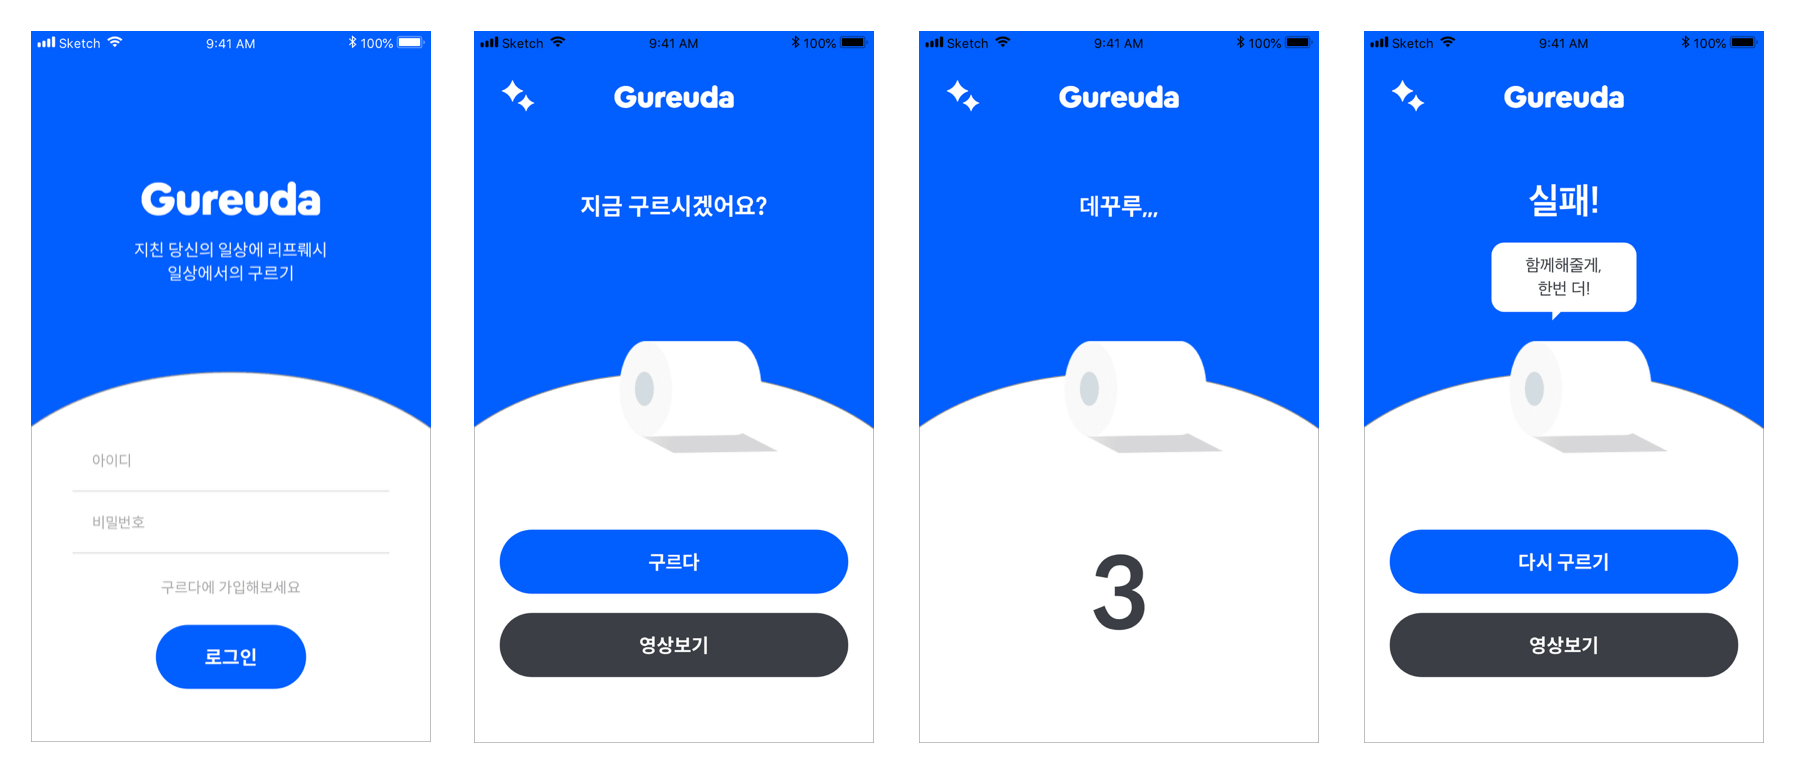 Sketch 9:41 AM 100%
Gureuda
지친 당신의 일상에 리프뤠시
일상에서의 구르기
아이디
비밀번호
구르다에 가입해보세요
로그인
Sketch 9:41 AM 100%
Gureuda
지금 구르시겠어요?
구르다
영상보기
Sketch 9:41 AM 100%
Gureuda
데꾸루,,,
3
Sketch 9:41 AM 100%
Gureuda
실패!
함께해줄게,
한번 더!
다시 구르기
영상보기